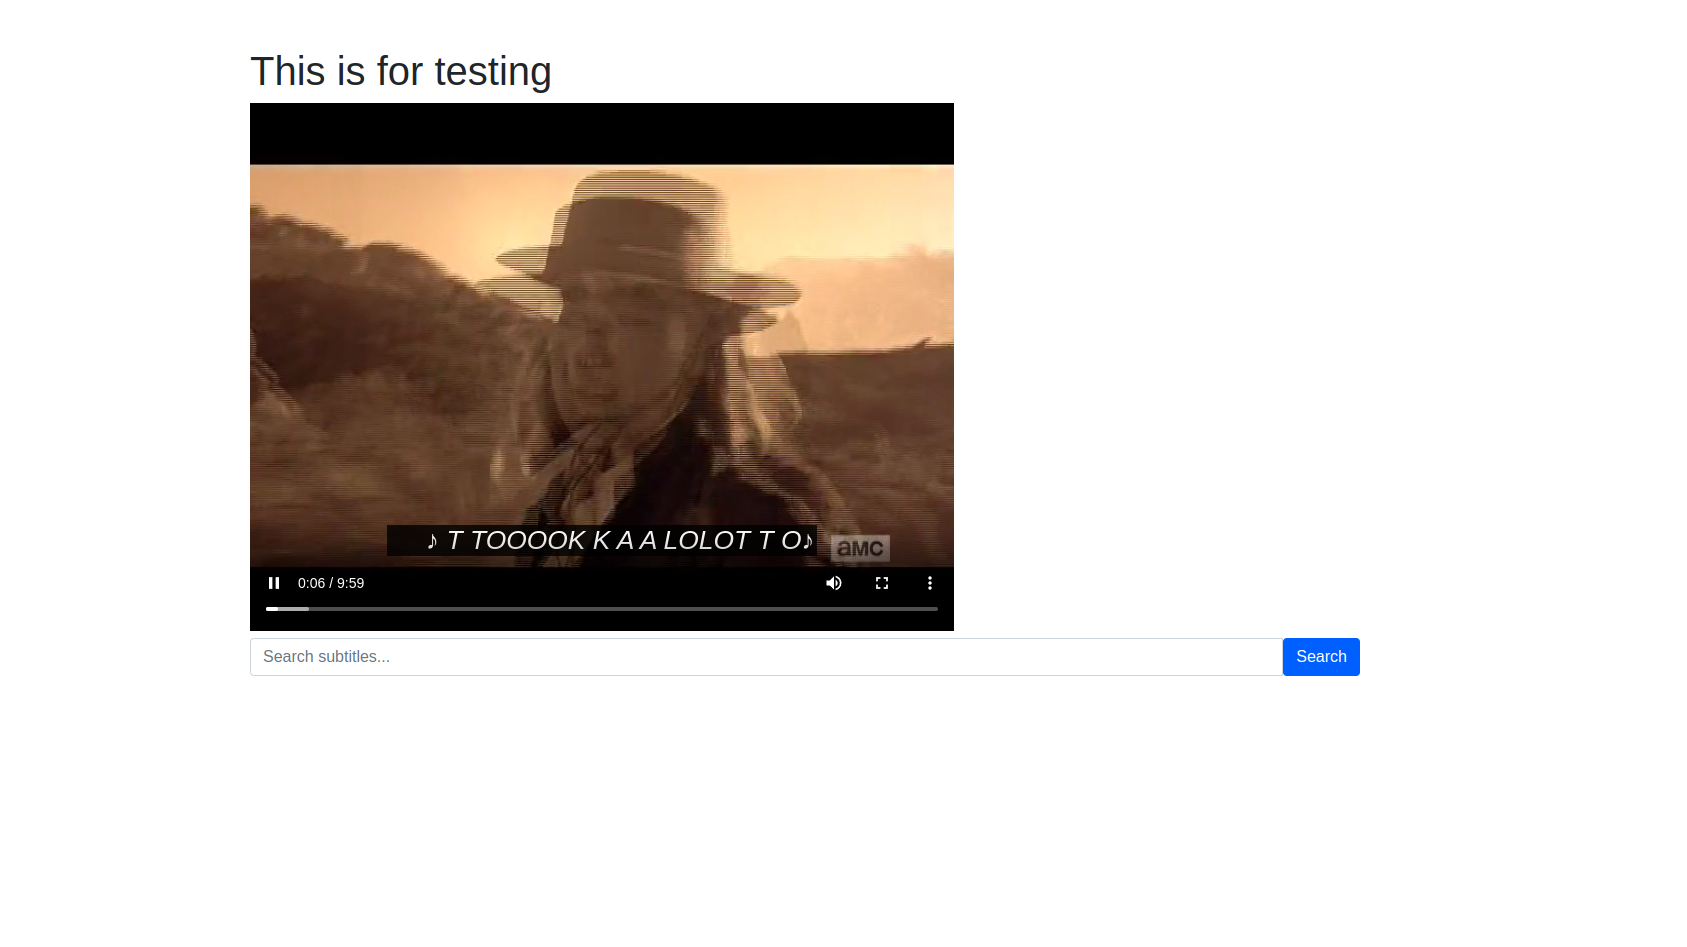 This is for testing
♪ T TOOOOK K A A LOLOT T O♪
aMC
0:06 / 9:59
Search subtitles...
Search